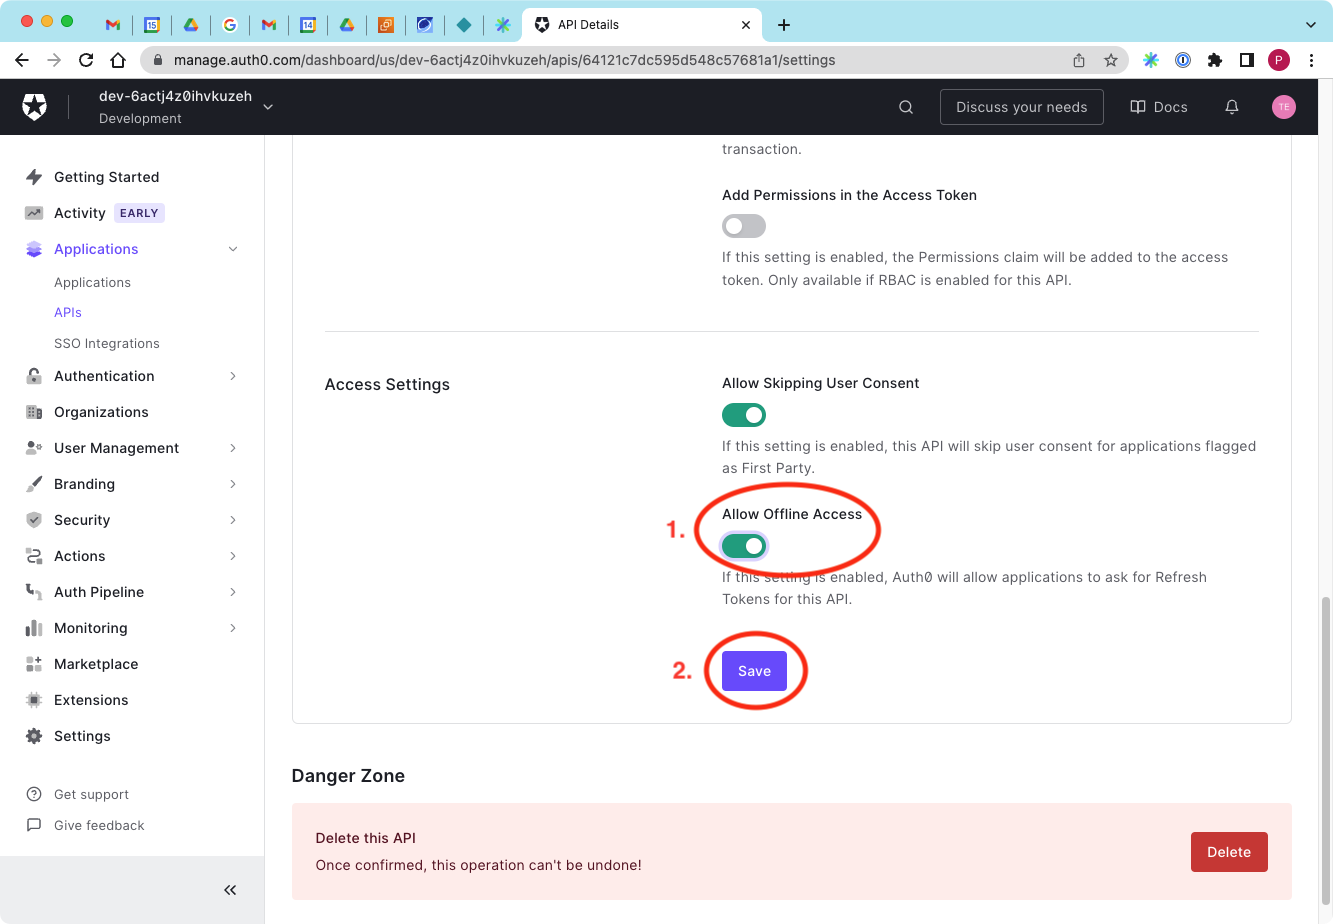 15
14
API Details
manage.auth0.com/dashboard/us/dev-6actj4z0ihvkuzeh/apis/64121c7dc595d548c57681a1/settings
P
dev-6actj4z0ihvkuzeh
Development
Discuss your needs
Docs
TE
Getting Started
Activity EARLY
Applications
Applications
APIs
SSO Integrations
Authentication
Organizations
User Management
Branding
Security
Actions
Auth Pipeline
Monitoring
Marketplace
Extensions
Settings
Get support
Give feedback
transaction.
Add Permissions in the Access Token
If this setting is enabled, the Permissions claim will be added to the access
token. Only available if RBAC is enabled for this API.
Access Settings
Allow Skipping User Consent
If this setting is enabled, this API will skip user consent for applications flagged
as First Party.
1.
Allow Offline Access
If this setting is enabled, Auth0 will allow applications to ask for Refresh
Tokens for this API.
2.
Save
Danger Zone
Delete this API
Once confirmed, this operation can't be undone!
Delete